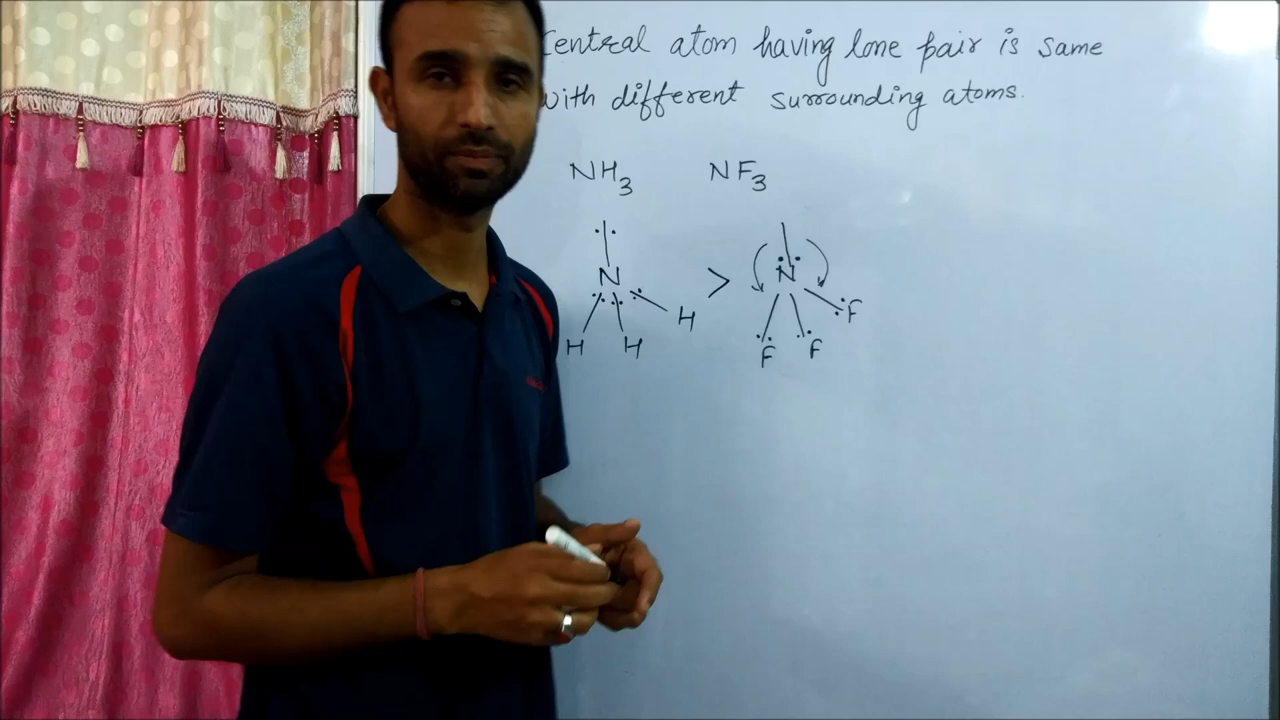 Central atom having lone pair is same
with different surrounding atoms.
NH3 NF3
N > N
H H H F F F